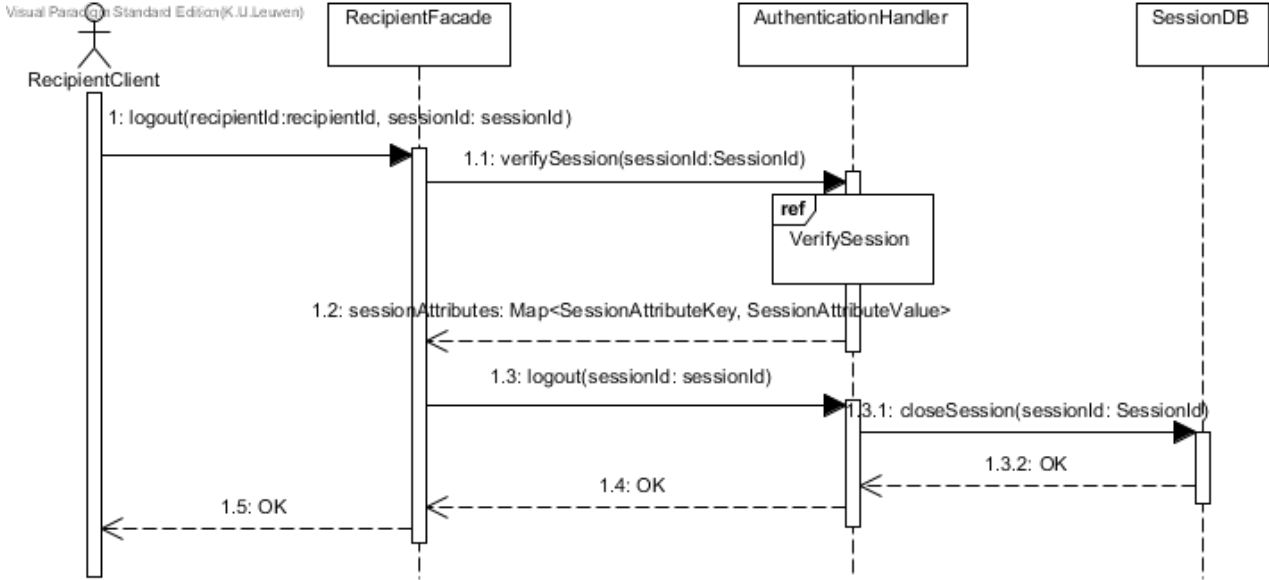 Visual Paradigm Standard Edition(K.U.Leuven)
RecipientFacade
AuthenticationHandler
SessionDB
RecipientClient
1: logout(recipientId:recipientId, sessionId: sessionId)
1.1: verifySession(sessionId:SessionId)
ref
VerifySession
1.2: sessionAttributes: Map<SessionAttributeKey, SessionAttributeValue>
1.3: logout(sessionId: sessionId)
1.3.1: closeSession(sessionId: SessionId)
1.3.2: OK
1.4: OK
1.5: OK